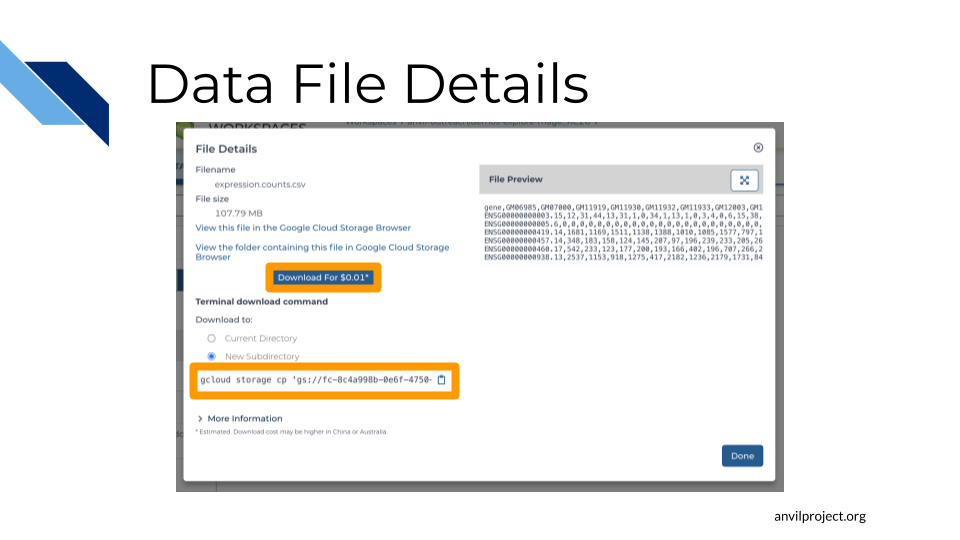 Data File Details
WORKSPACES
File Details
Filename
expression.counts.csv
File size
107.79 MB
View this file in the Google Cloud Storage Browser
View the folder containing this file in Google Cloud Storage
Browser
Download For $0.01*
Terminal download command
Download to:
Current Directory
New Subdirectory
gcloud storage cp 'gs://fc-8c4a998b-0e6f-4750-
More Information
* Estimated. Download cost may be higher in China or Australia.
File Preview
gene,GM06985,GM07000,GM11919,GM11930,GM11932,GM11933,GM12003,GM1
ENSG00000000003.15,12,31,44,13,31,1,0,34,1,13,1,0,3,4,0,6,15,38,
ENSG00000000005.6,0,0,0,0,0,0,0,0,0,0,0,0,0,0,0,0,0,0,0,0,0,
ENSG00000000419.14,1681,1169,1511,1138,1388,1010,1085,1577,797,1
ENSG00000000457.14,348,183,158,124,145,207,97,196,239,233,205,26
ENSG00000000460.17,542,233,123,177,200,193,166,402,196,707,266,2
ENSG00000000938.13,2537,1153,918,1275,417,2182,1236,2179,1731,84
Done
anvilproject.org